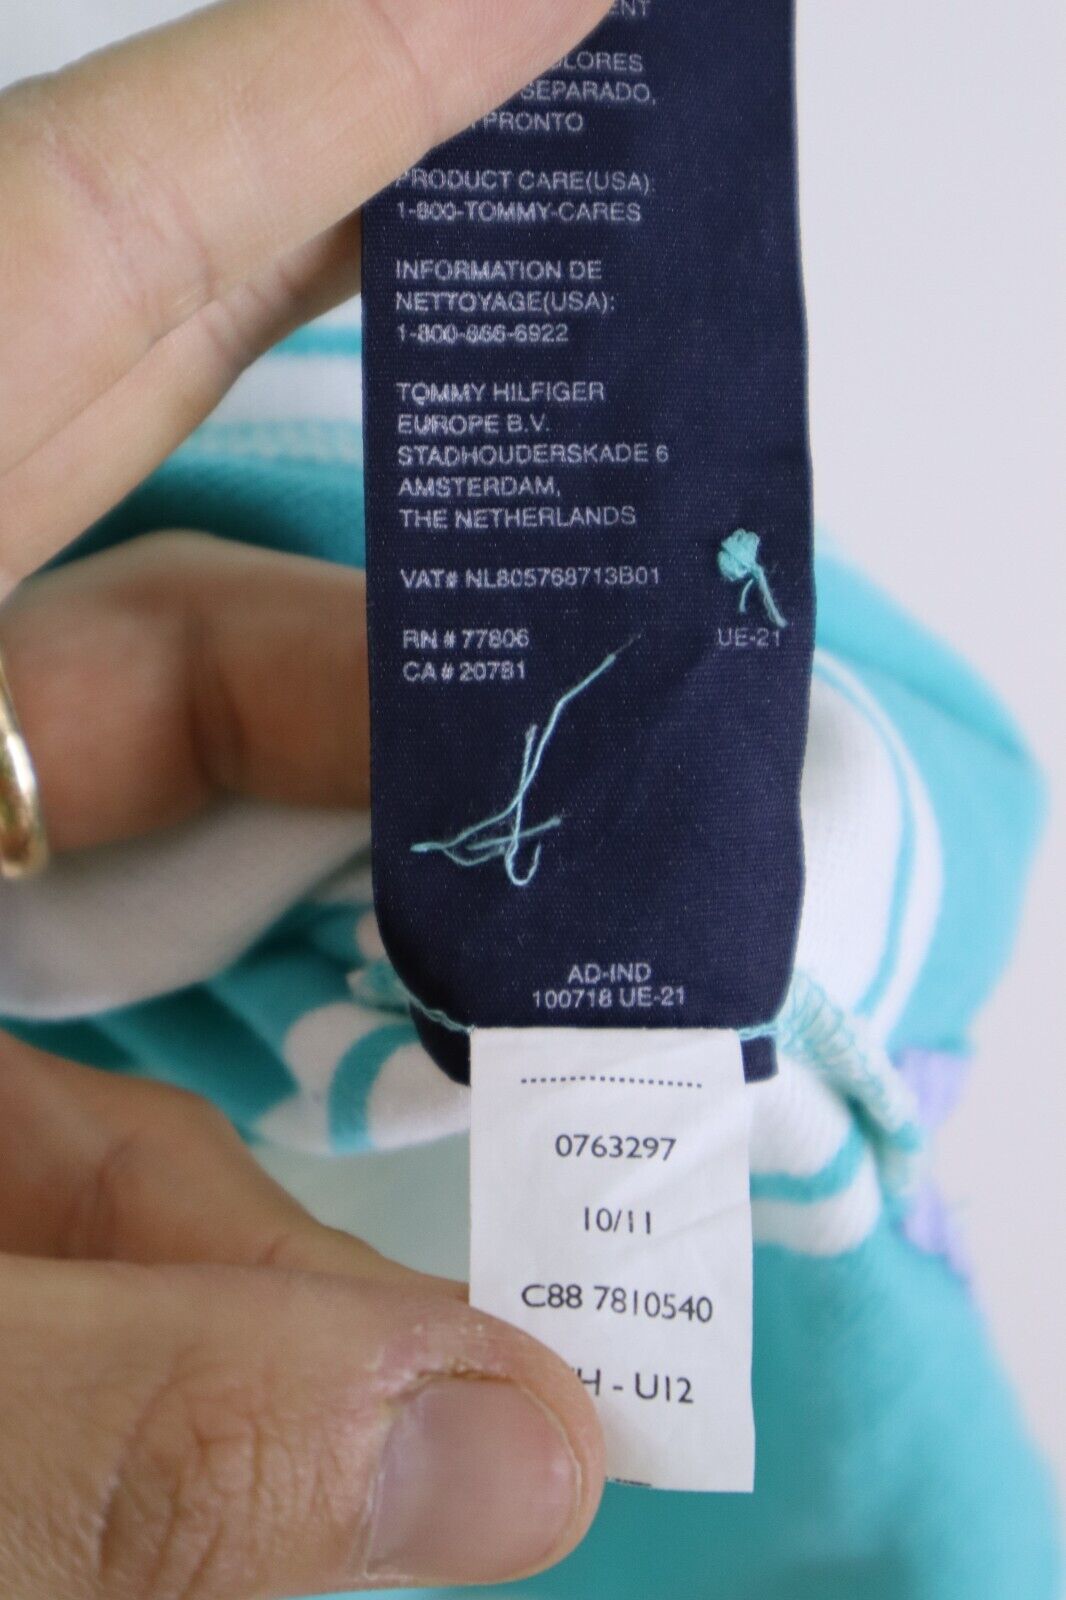 SEPARADO,
PRONTO
PRODUCT CARE(USA):
1-800-TOMMY-CARES
INFORMATION DE
NETTOYAGE(USA):
1-800-866-6922
TOMMY HILFIGER
EUROPE B.V.
STADHOUDERSKADE 6
AMSTERDAM,
THE NETHERLANDS
VAT# NL805768713B01
RN # 77806
UE-21
CA # 20781
AD-IND
100718 UE-21
0763297
10/11
C88 7810540
H - U12